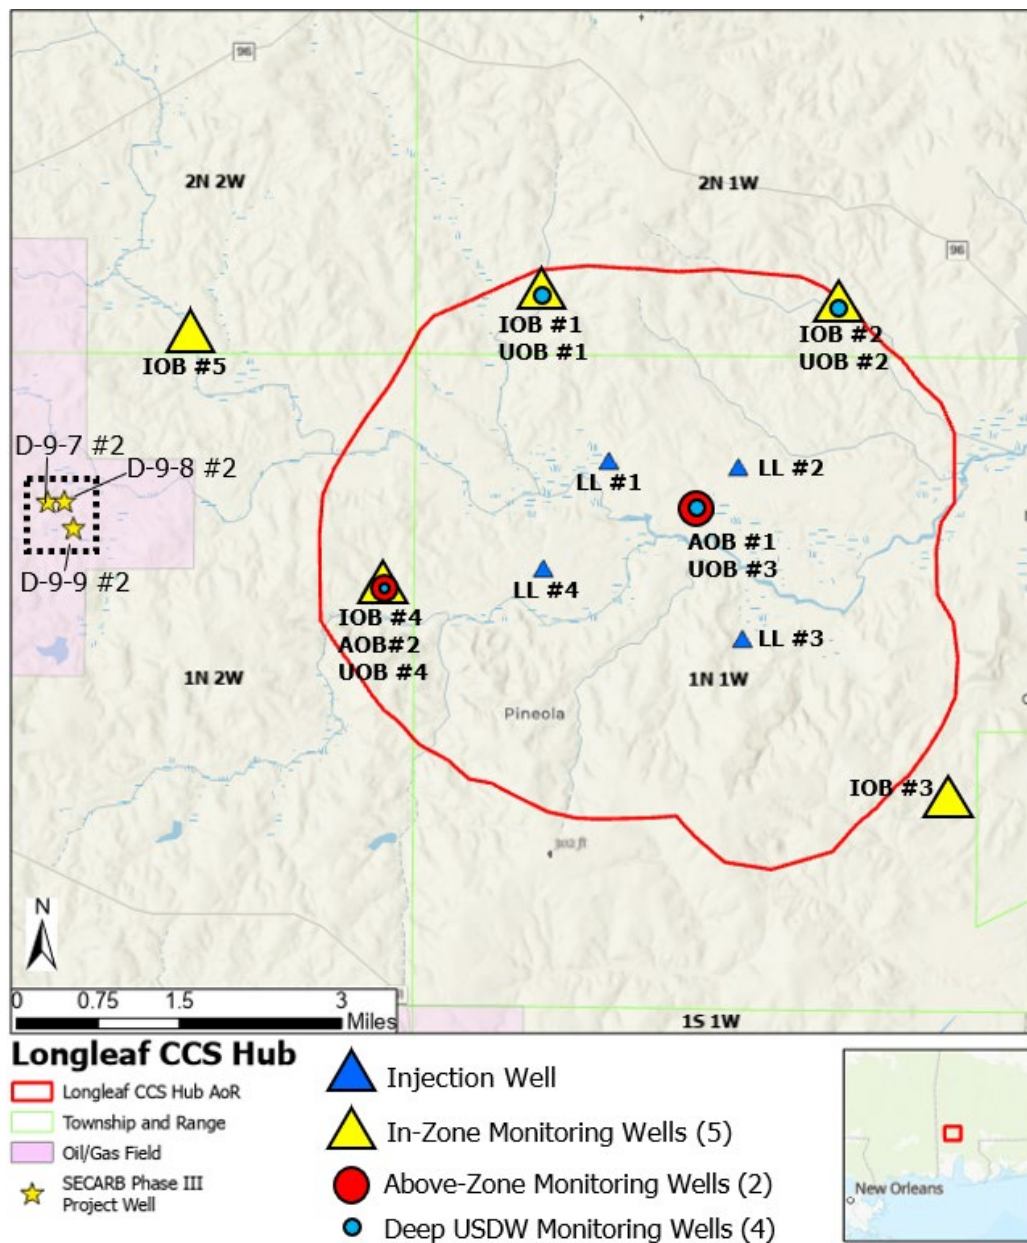 96
2N 2W
2N 1W
96
IOB #1
UOB #1
IOB #2
UOB #2
IOB #5
D-9-7 #2
D-9-8 #2
LL #1
LL #2
AOB #1
UOB #3
D-9-9 #2
LL #4
IOB #4
AOB#2
UOB #4
LL #3
1N 2W
1N 1W
Pineola
IOB #3
302 ft
N
0 0.75 1.5 3
Miles
1S 1W
Longleaf CCS Hub
Longleaf CCS Hub AoR
Township and Range
Oil/Gas Field
SECARB Phase III
Project Well
Injection Well
In-Zone Monitoring Wells (5)
Above-Zone Monitoring Wells (2)
Deep USDW Monitoring Wells (4)
New Orleans